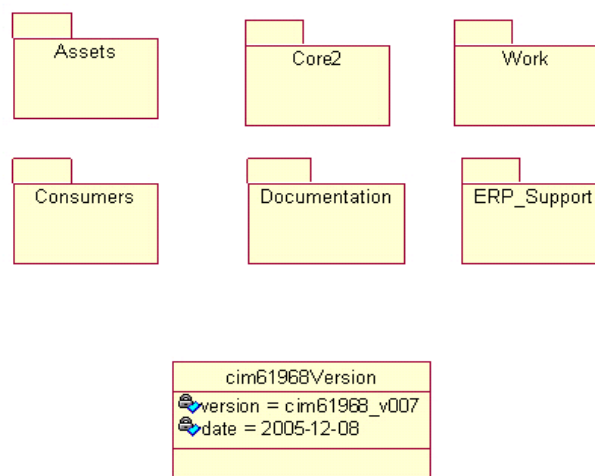 Assets
Core2
Work
Consumers
Documentation
ERP_Support
cim61968Version
version = cim61968_v007
date = 2005-12-08